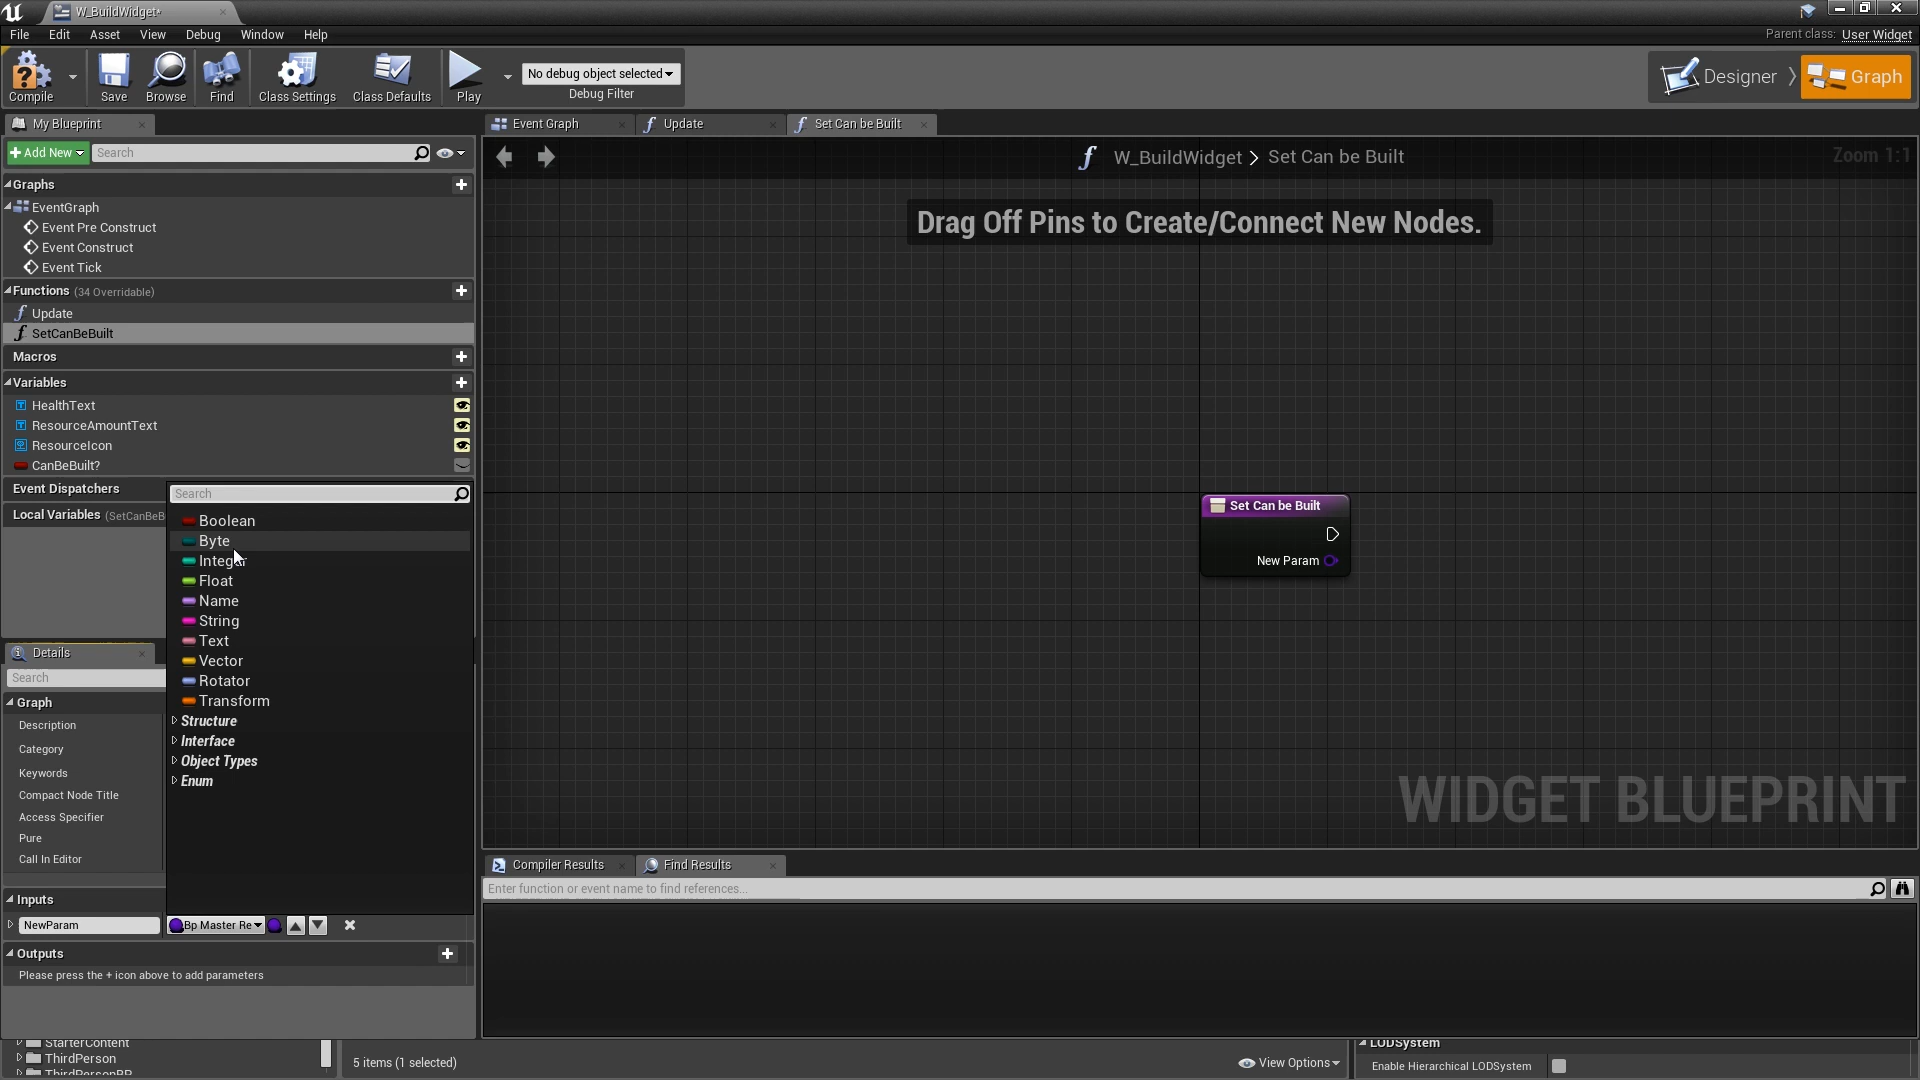 W_BuildWidget*
File Edit Asset View Debug Window Help
Parent class: User Widget
Compile Save Browse Find Class Settings Class Defaults Play
No debug object selected
Debug Filter
Designer Graph
My Blueprint
Event Graph Update Set Can be Built
Add New Search
W_BuildWidget > Set Can be Built
Zoom 1:1
Graphs
EventGraph
Event Pre Construct
Event Construct
Event Tick
Drag Off Pins to Create/Connect New Nodes.
Functions (34 Overridable)
Update
SetCanBeBuilt
Macros
Variables
HealthText
ResourceAmountText
ResourceIcon
CanBeBuilt?
Event Dispatchers
Local Variables (SetCanBeB
Search
Boolean
Byte
Integer
Float
Name
String
Text
Vector
Rotator
Transform
Structure
Interface
Object Types
Enum
Set Can be Built
New Param
WIDGET BLUEPRINT
Details
Search
Graph
Description
Category
Keywords
Compact Node Title
Access Specifier
Pure
Call In Editor
Inputs
NewParam Bp Master Re
Outputs
Please press the + icon above to add parameters
Compiler Results Find Results
Enter function or event name to find references...
StarterContent
ThirdPerson
ThirdPersonBP
5 items (1 selected)
View Options
LODSystem
Enable Hierarchical LODSystem